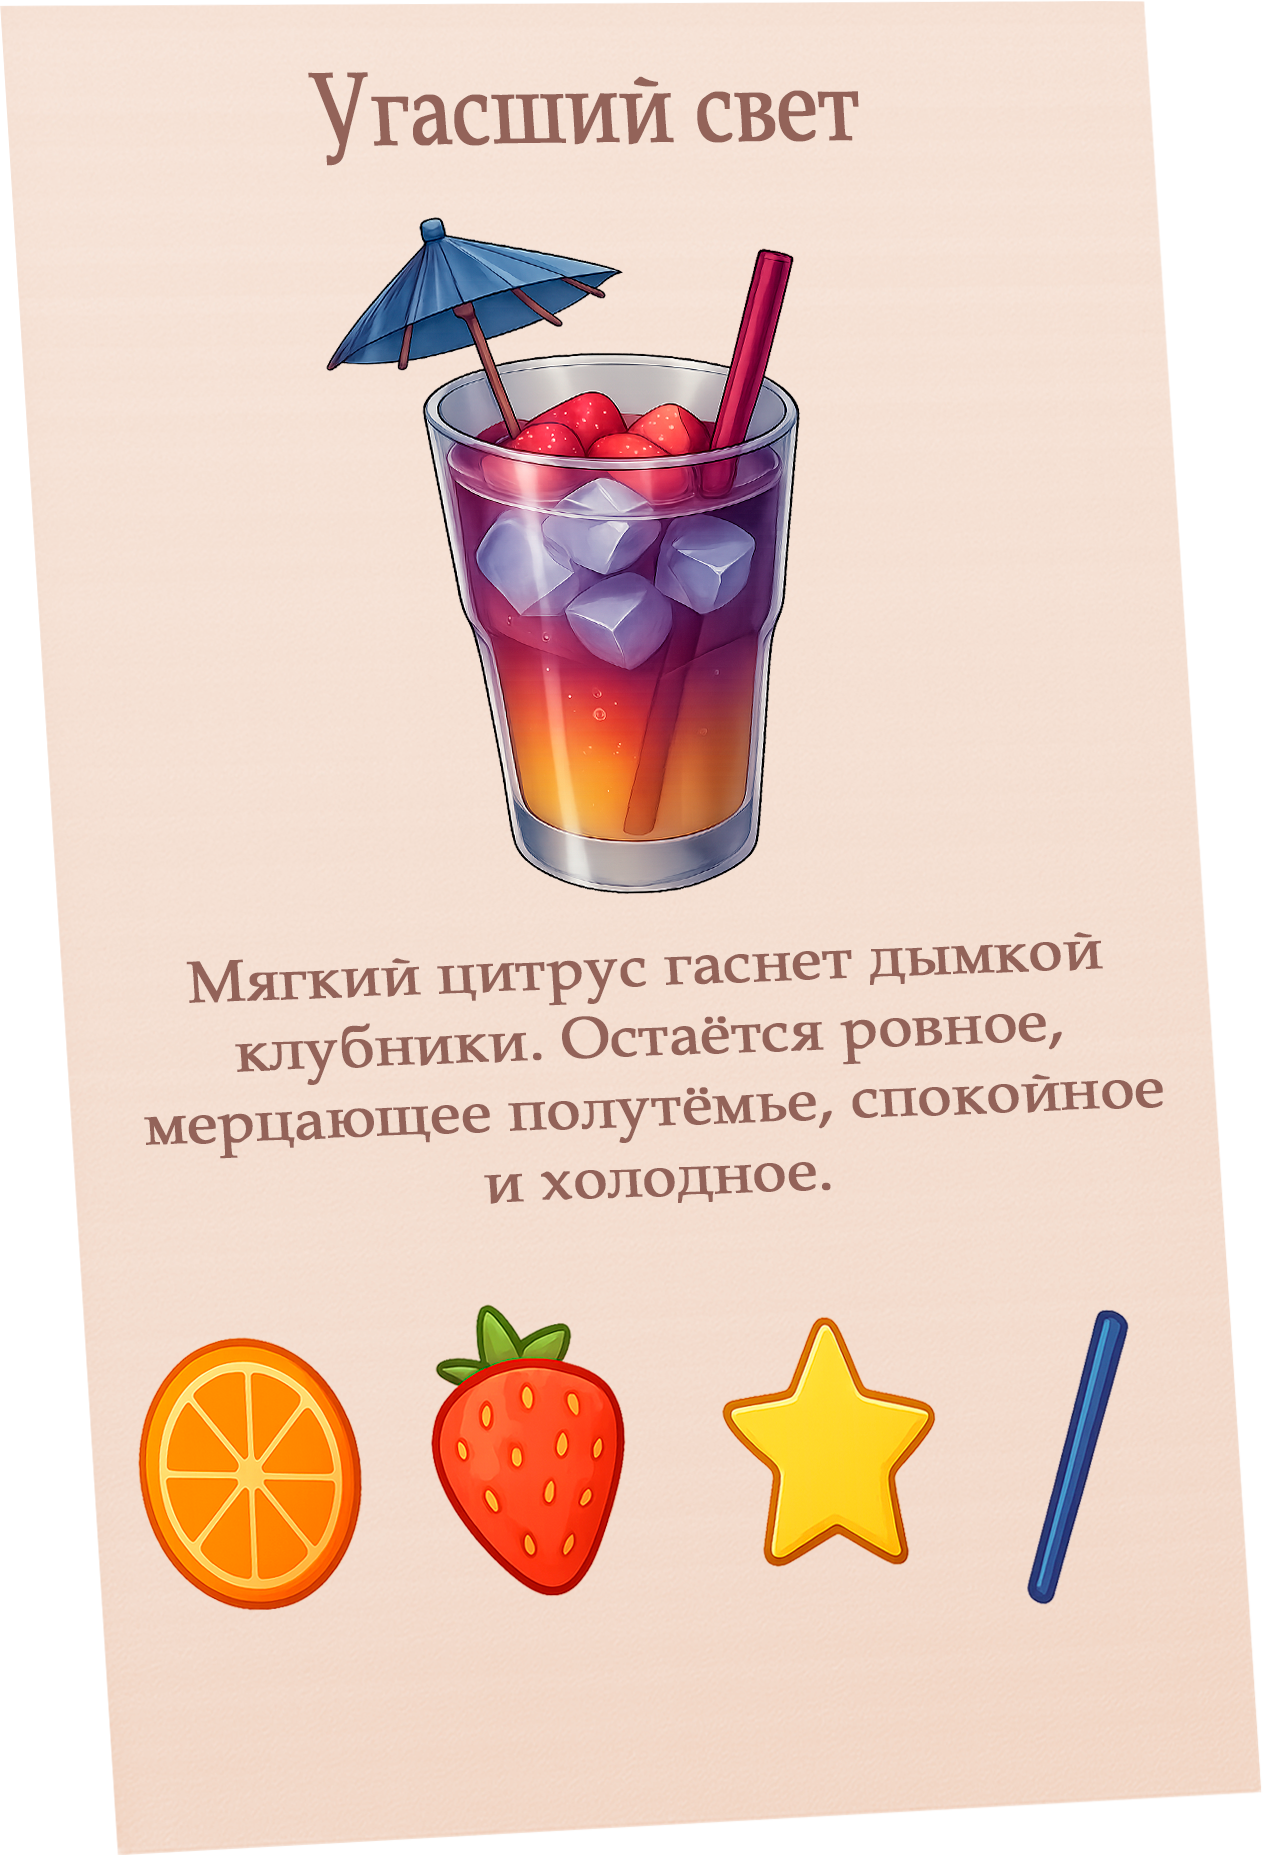 Угасший свет
Мягкий цитрус гаснет дымкой
клубники. Остаётся ровное,
мерцающее полутёмье, спокойное
и холодное.